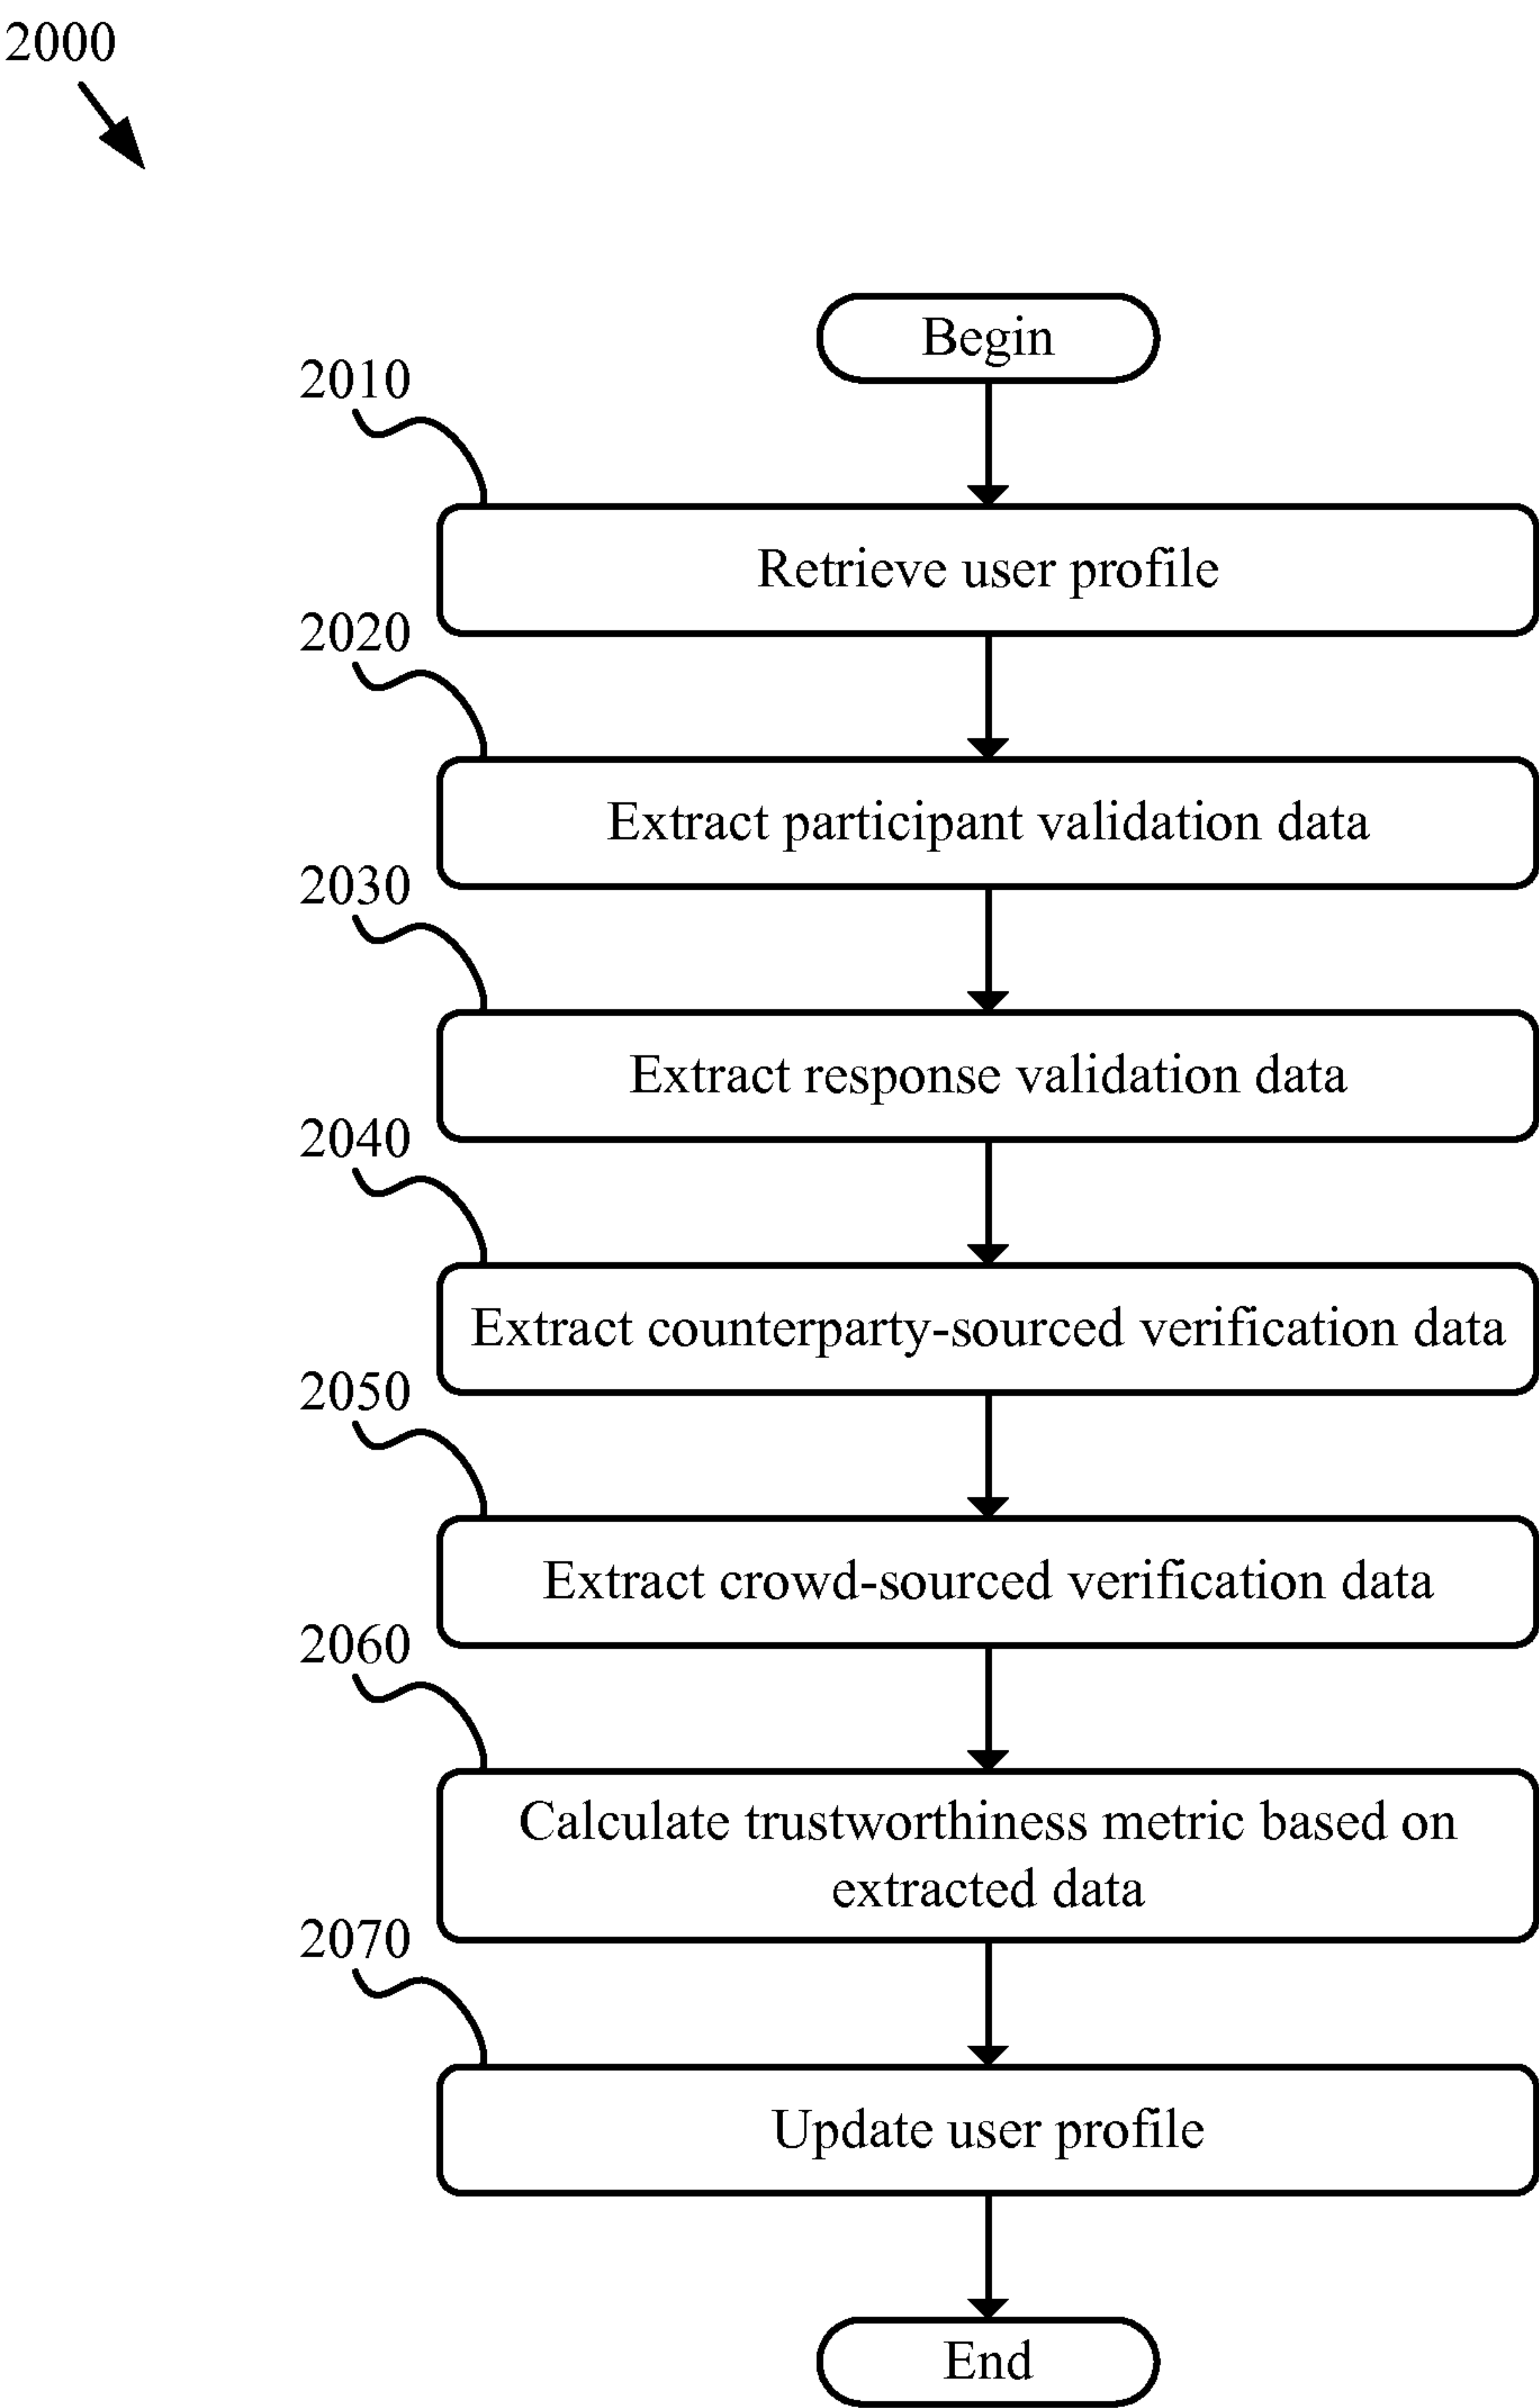 2000
Begin
2010
Retrieve user profile
2020
Extract participant validation data
2030
Extract response validation data
2040
Extract counterparty-sourced verification data
2050
Extract crowd-sourced verification data
2060
Calculate trustworthiness metric based on
extracted data
2070
Update user profile
End